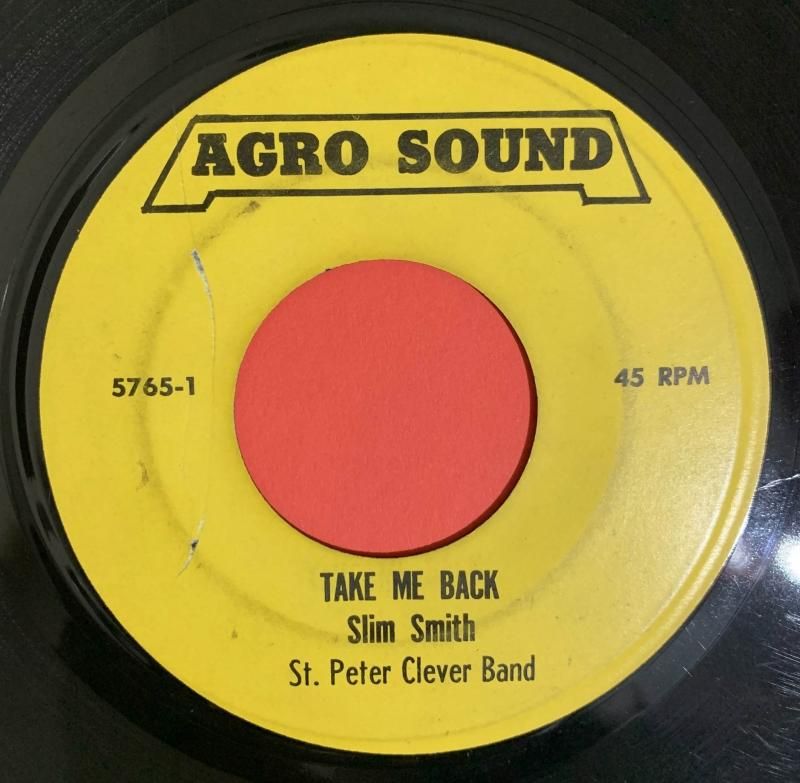 AGRO SOUND
5765-1
45 RPM
TAKE ME BACK
Slim Smith
St. Peter Clever Band